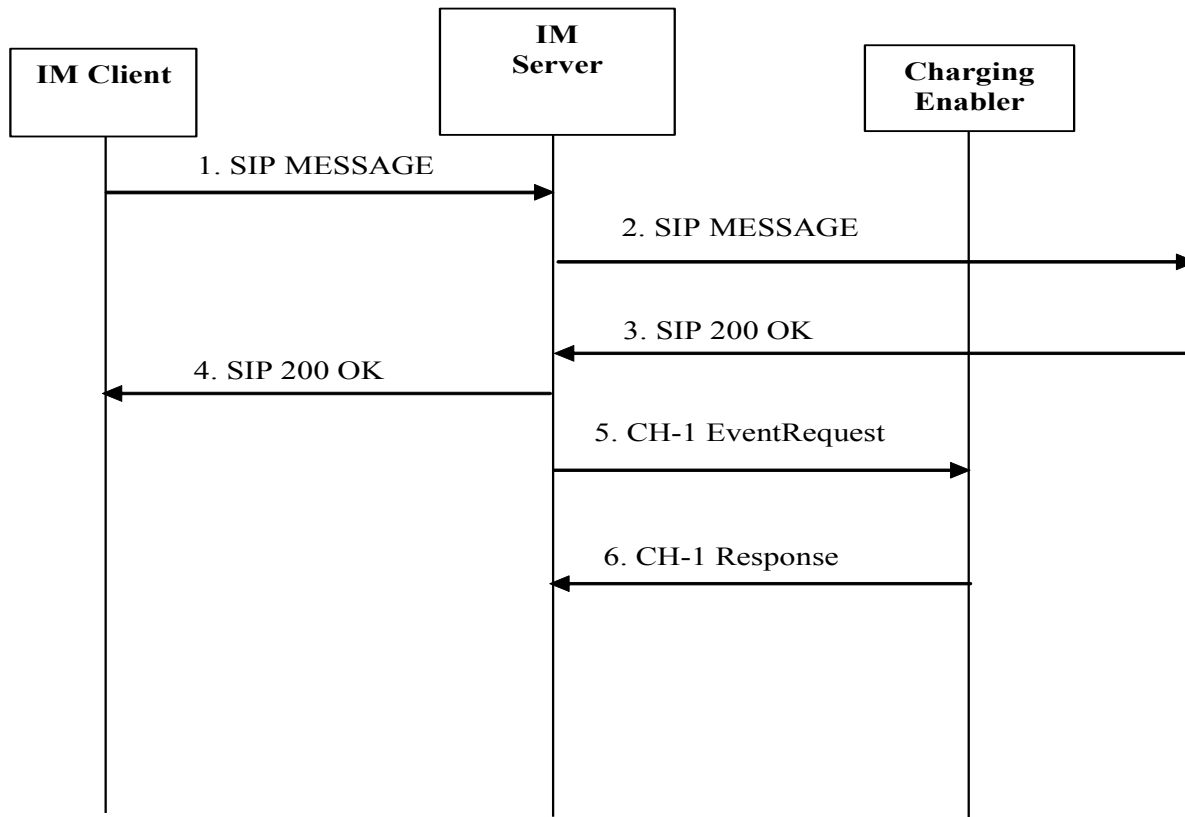 IM Client
IM
Server
Charging
Enabler
1. SIP MESSAGE
2. SIP MESSAGE
3. SIP 200 OK
4. SIP 200 OK
5. CH-1 EventRequest
6. CH-1 Response